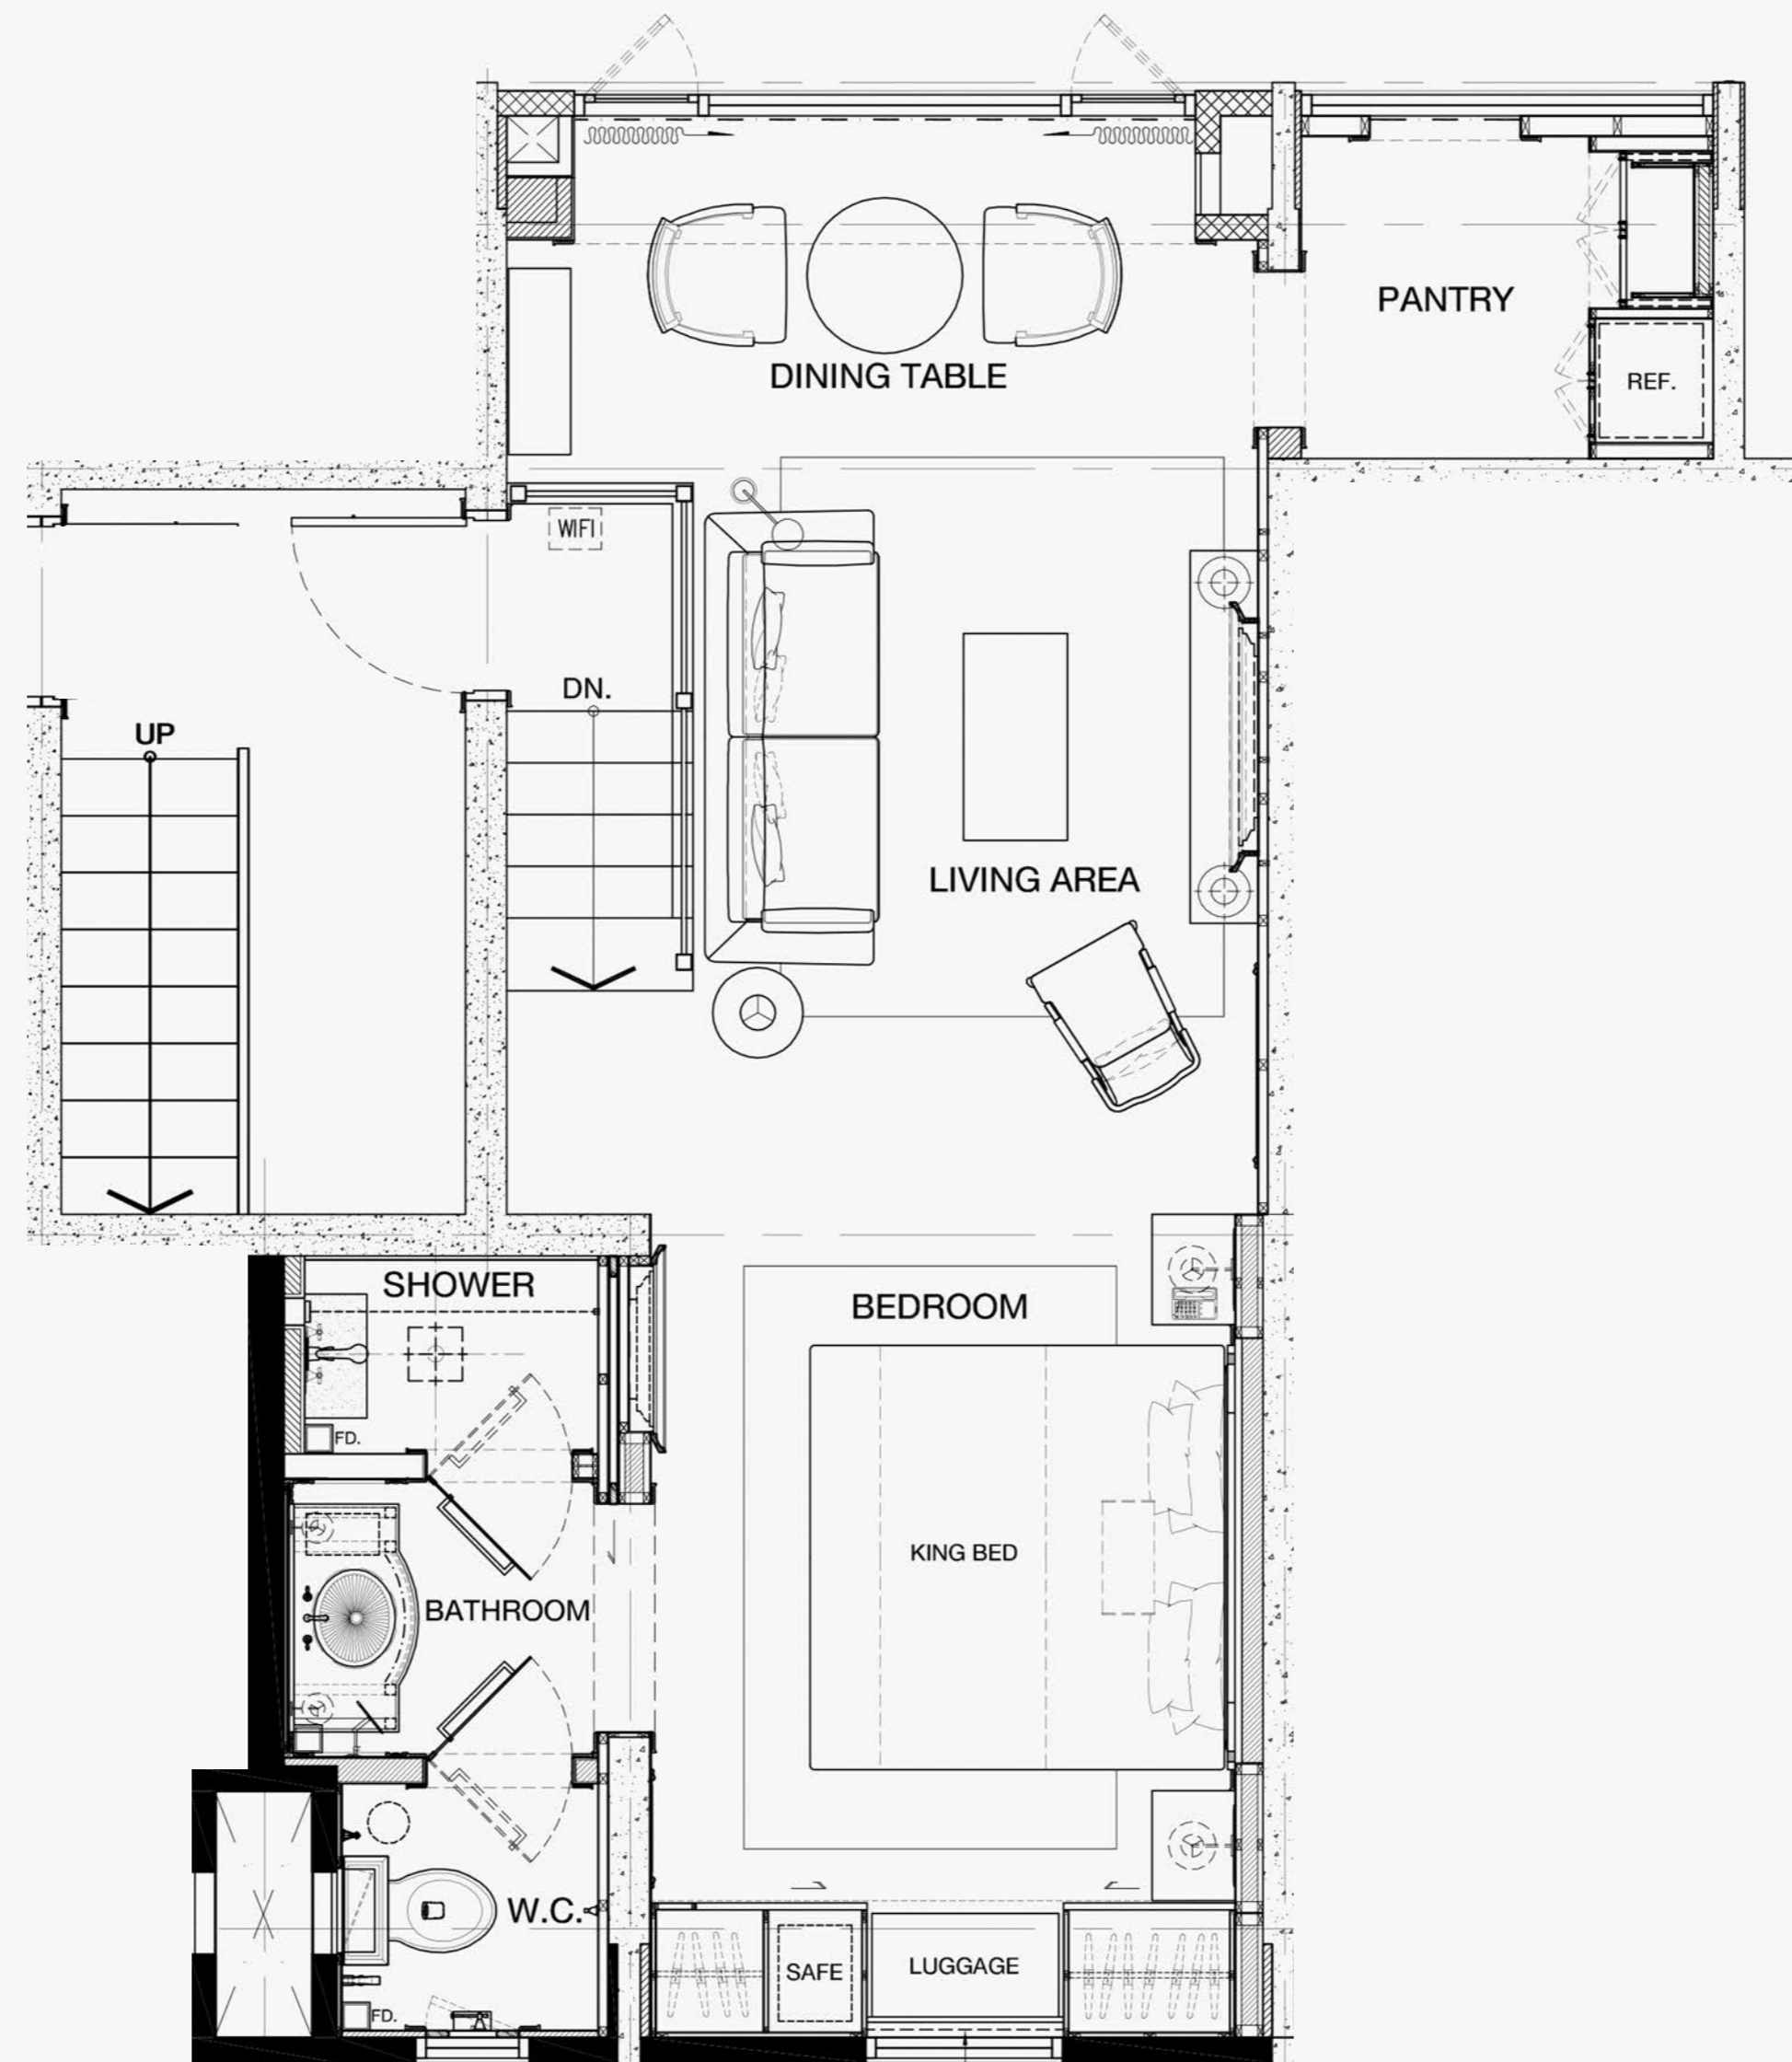 PANTRY
DINING TABLE
REF.
WIFI
DN.
UP
LIVING AREA
SHOWER
BEDROOM
FD.
KING BED
BATHROOM
W.C.
SAFE
LUGGAGE
FD.